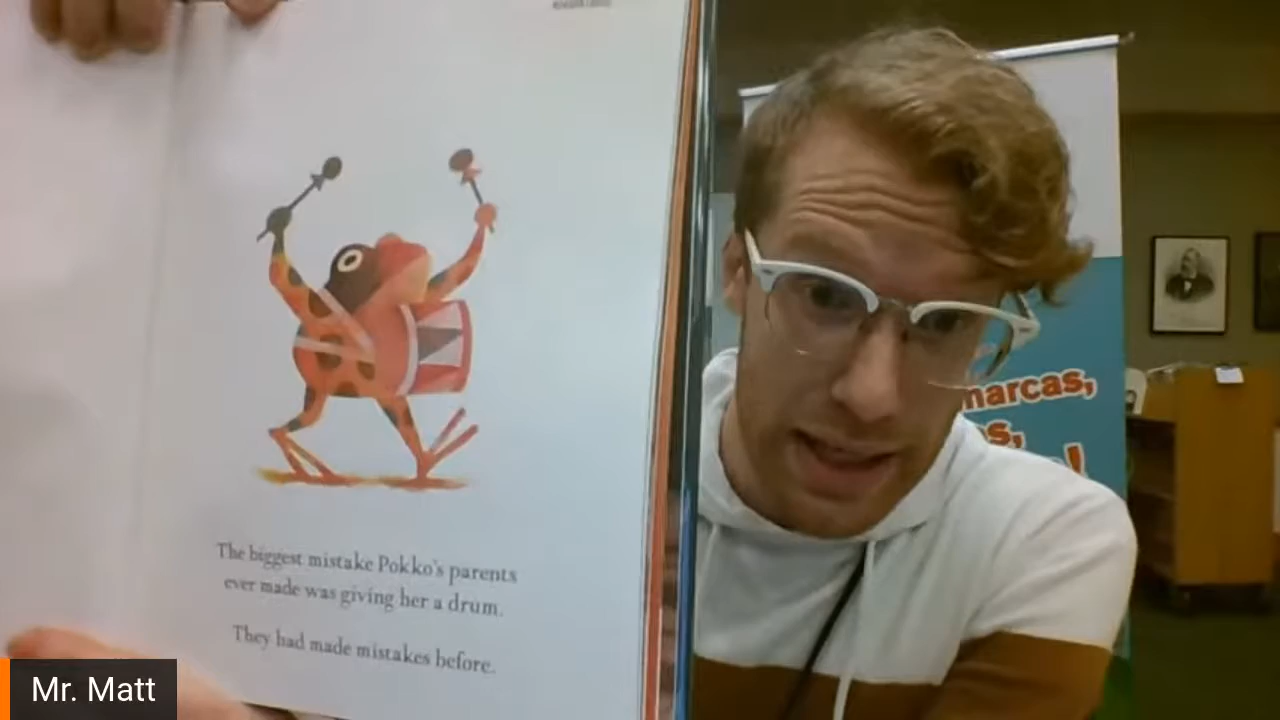 The biggest mistake Pokko's parents
ever made was giving her a drum.
They had made mistakes before.
marcas,
s,
!
Mr. Matt